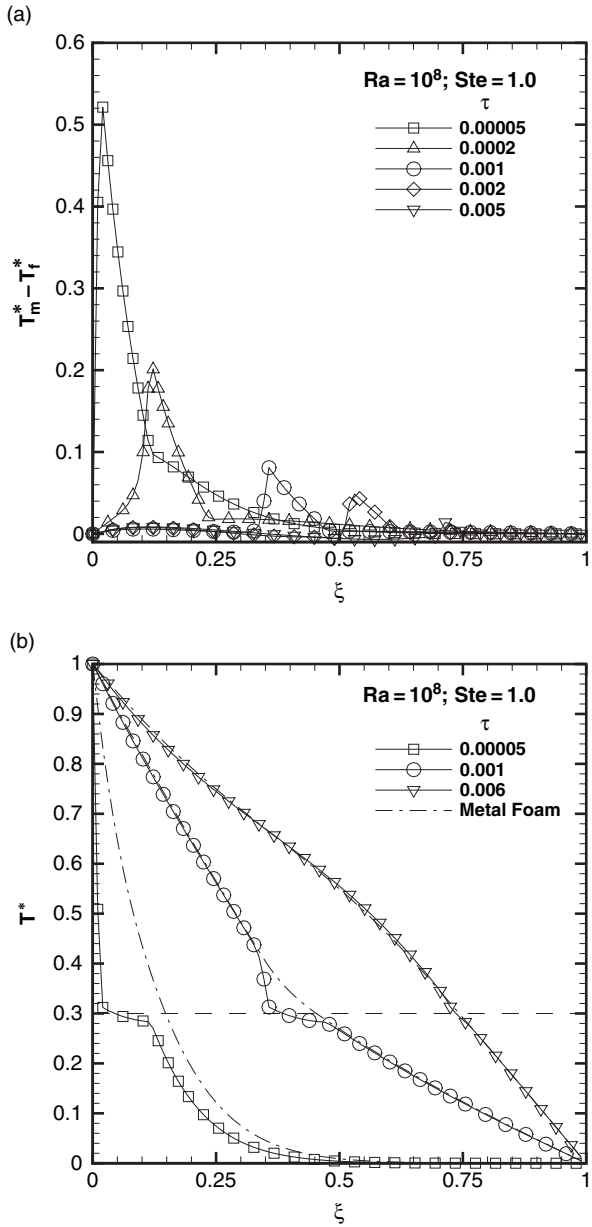 (a)
0.6
0.5
0.4
0.3
0.2
0.1
0
T*m − T*f
Ra = 10⁸; Ste = 1.0
τ
0.00005
0.0002
0.001
0.002
0.005
0 0.25 0.5 0.75 1
ξ
(b)
1
0.9
0.8
0.7
0.6
0.5
0.4
0.3
0.2
0.1
0
T*
Ra = 10⁸; Ste = 1.0
τ
0.00005
0.001
0.006
Metal Foam
0 0.25 0.5 0.75 1
ξ